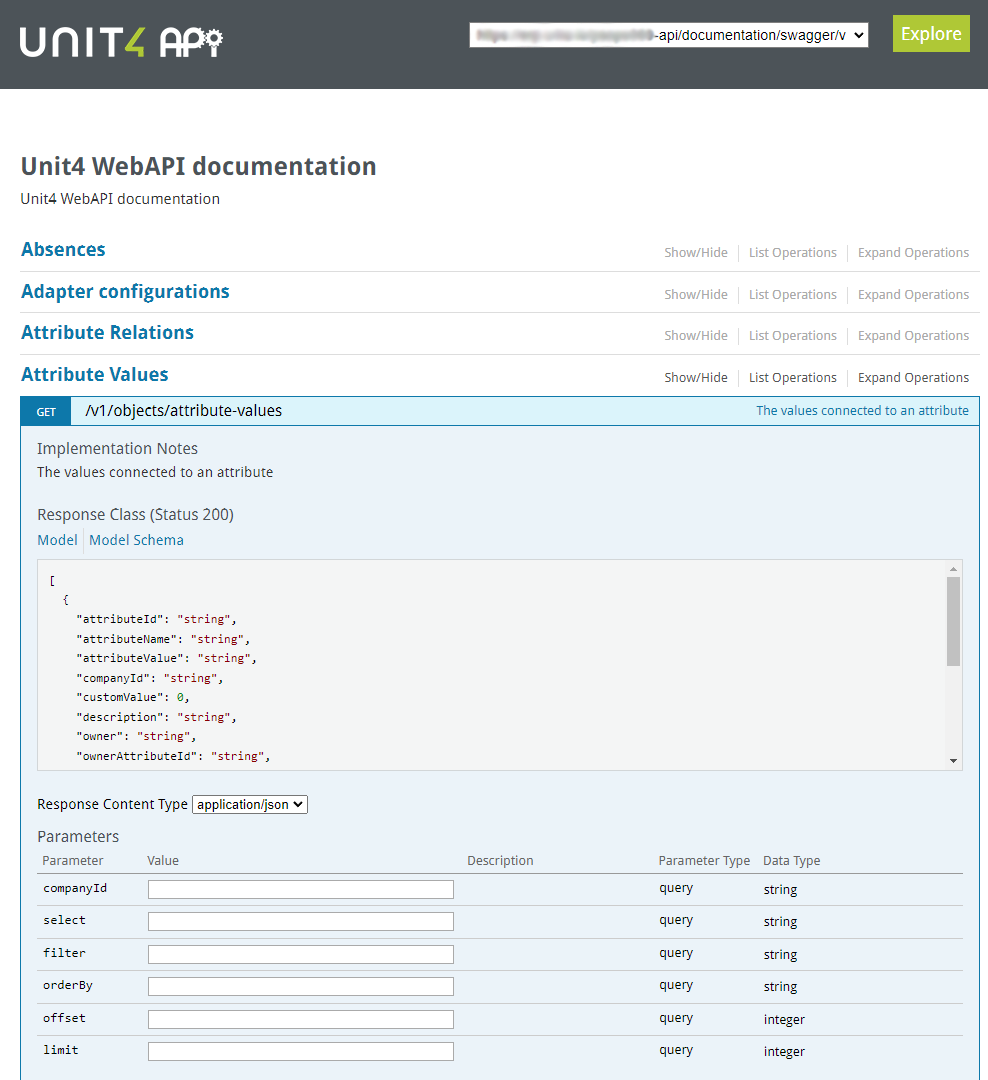 UNIT4 API
-api/documentation/swagger/v
Explore
Unit4 WebAPI documentation
Unit4 WebAPI documentation
Absences Show/Hide List Operations Expand Operations
Adapter configurations Show/Hide List Operations Expand Operations
Attribute Relations Show/Hide List Operations Expand Operations
Attribute Values Show/Hide List Operations Expand Operations
GET /v1/objects/attribute-values The values connected to an attribute
Implementation Notes
The values connected to an attribute
Response Class (Status 200)
Model Model Schema
[
{
"attributeId": "string",
"attributeName": "string",
"attributeValue": "string",
"companyId": "string",
"customValue": 0,
"description": "string",
"owner": "string",
"ownerAttributeId": "string",
Response Content Type application/json
Parameters
Parameter Value Description Parameter Type Data Type
companyId query string
select query string
filter query string
orderBy query string
offset query integer
limit query integer